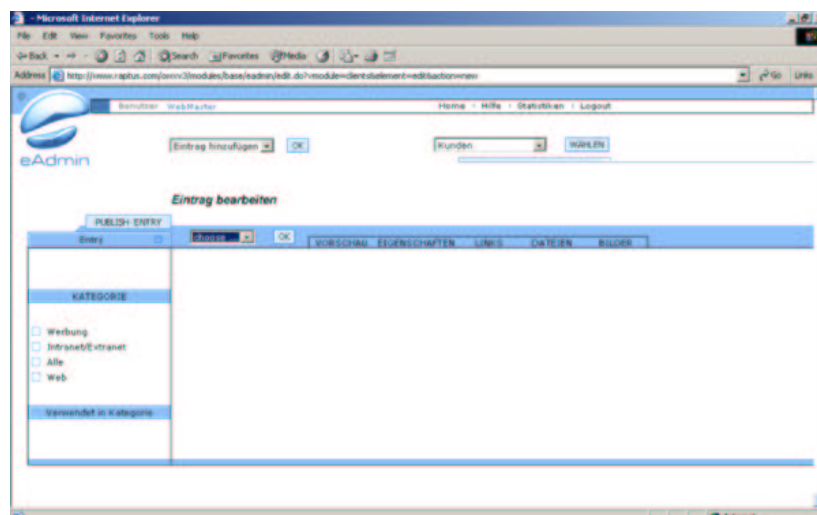 - Microsoft Internet Explorer
File Edit View Favorites Tools Help
Back Search Favorites Media
Address Go Links
Benutzer WebMaster Home Hilfe Statistiken Logout
Eintrag hinzufügen OK Kunden WÄHLEN
eAdmin
Eintrag bearbeiten
PUBLISH ENTRY
Entry choose ... OK VORSCHAU EIGENSCHAFTEN LINKS DATEIEN BILDER
KATEGORIE
Werbung
Intranet/Extranet
Alle
Web
Verwendet in Kategorie